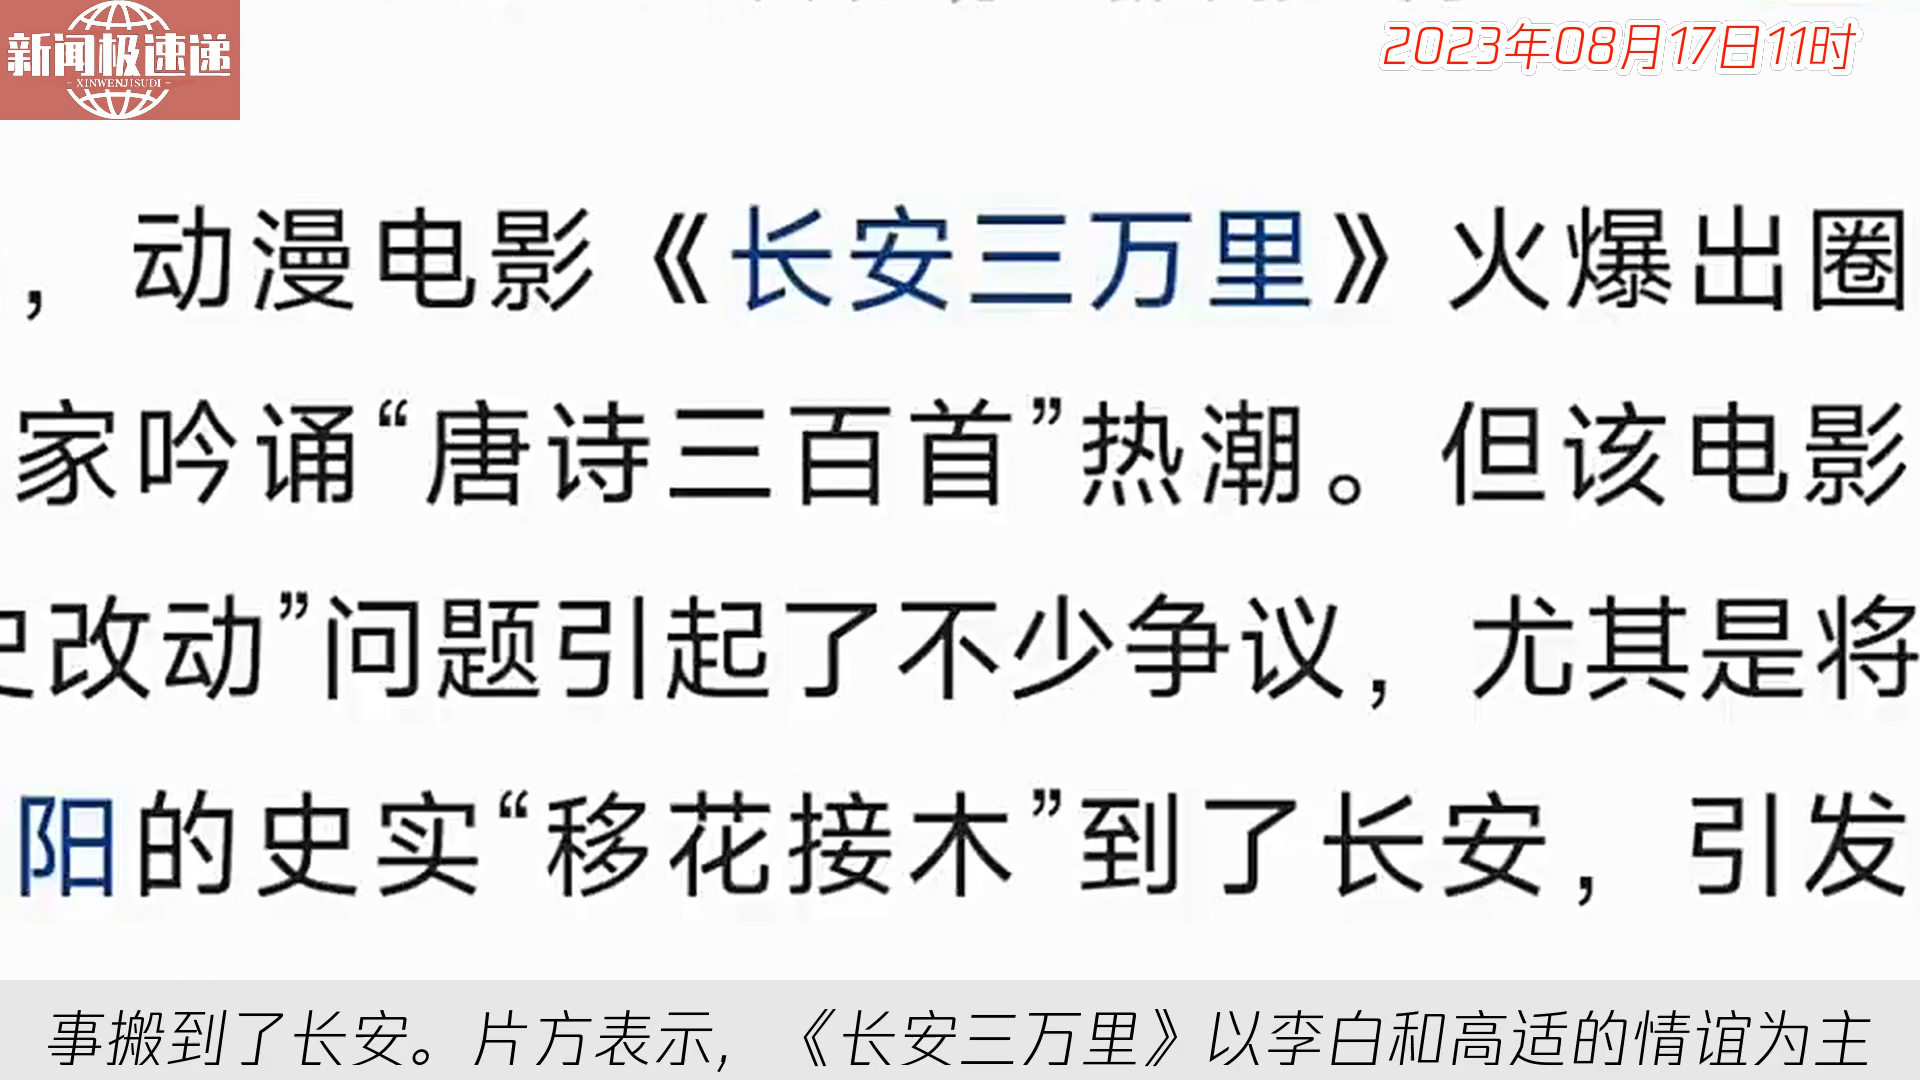 新闻极速递
XINWENJISUDI
2023年08月17日11时
，动漫电影《长安三万里》火爆出圈
家吟诵“唐诗三百首”热潮。但该电影
改动”问题引起了不少争议，尤其是将
阳的史实“移花接木”到了长安，引发
事搬到了长安。片方表示，《长安三万里》以李白和高适的情谊为主